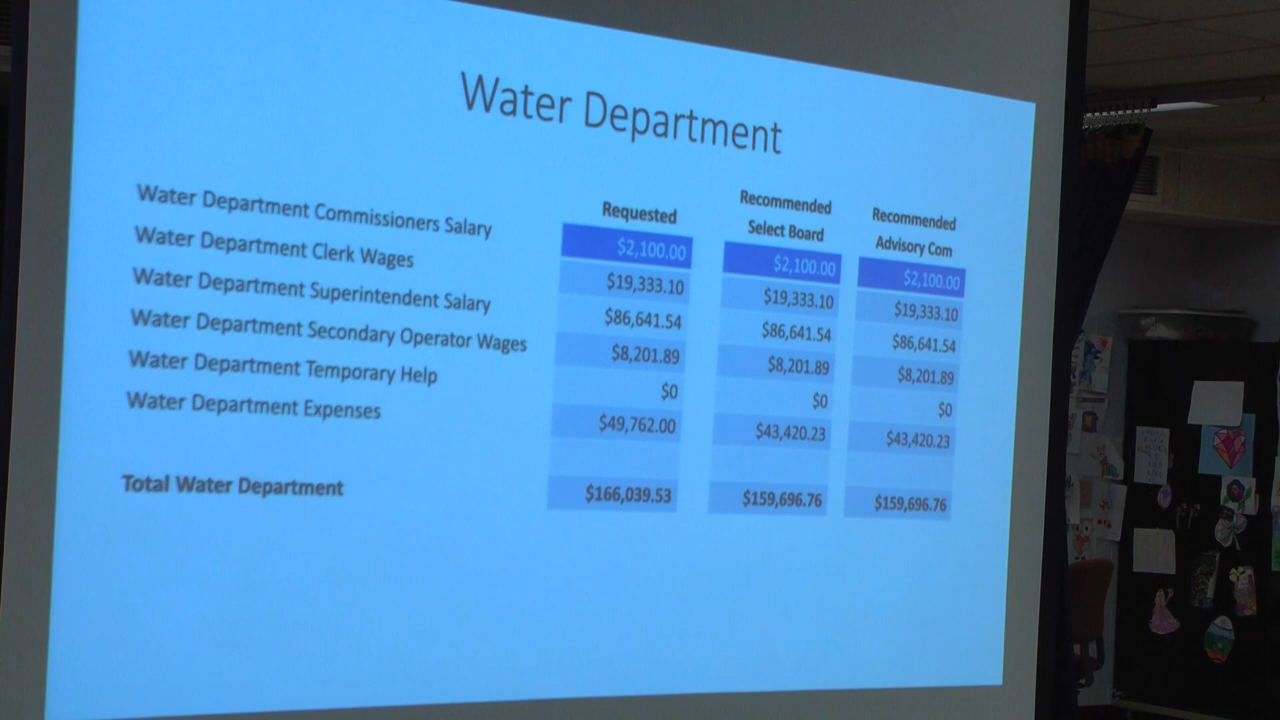 Water Department
Requested
Recommended Select Board
Recommended Advisory Com
Water Department Commissioners Salary $2,100.00 $2,100.00 $2,100.00
Water Department Clerk Wages $19,333.10 $19,333.10 $19,333.10
Water Department Superintendent Salary $86,641.54 $86,641.54 $86,641.54
Water Department Secondary Operator Wages $8,201.89 $8,201.89 $8,201.89
Water Department Temporary Help $0 $0 $0
Water Department Expenses $49,762.00 $43,420.23 $43,420.23
Total Water Department $166,039.53 $159,696.76 $159,696.76